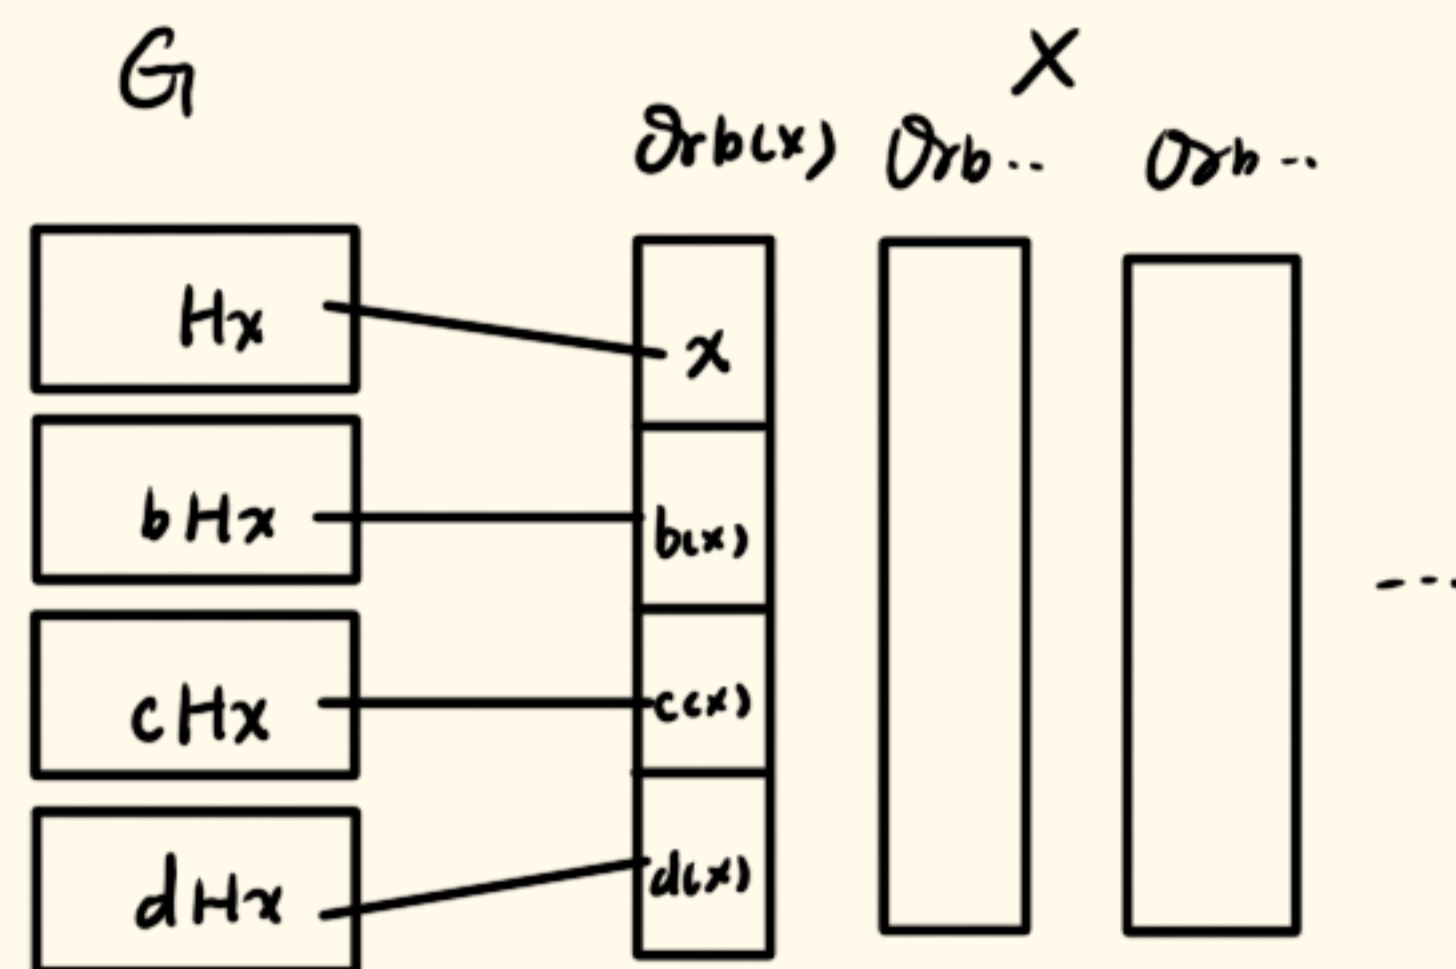 G X
Orb(x) Orb -- Orb ---
Hx x
bHx b(x)
cHx c(x)
---
dHx d(x)